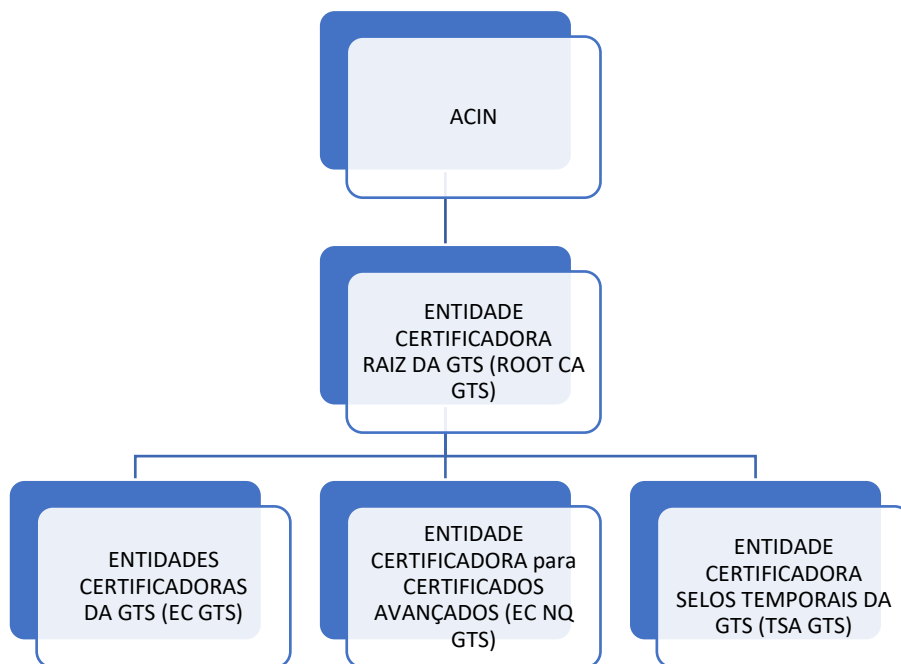 ACIN
ENTIDADE
CERTIFICADORA
RAIZ DA GTS (ROOT CA
GTS)
ENTIDADES
CERTIFICADORAS
DA GTS (EC GTS)
ENTIDADE
CERTIFICADORA para
CERTIFICADOS
AVANÇADOS (EC NQ
GTS)
ENTIDADE
CERTIFICADORA
SELOS TEMPORAIS DA
GTS (TSA GTS)